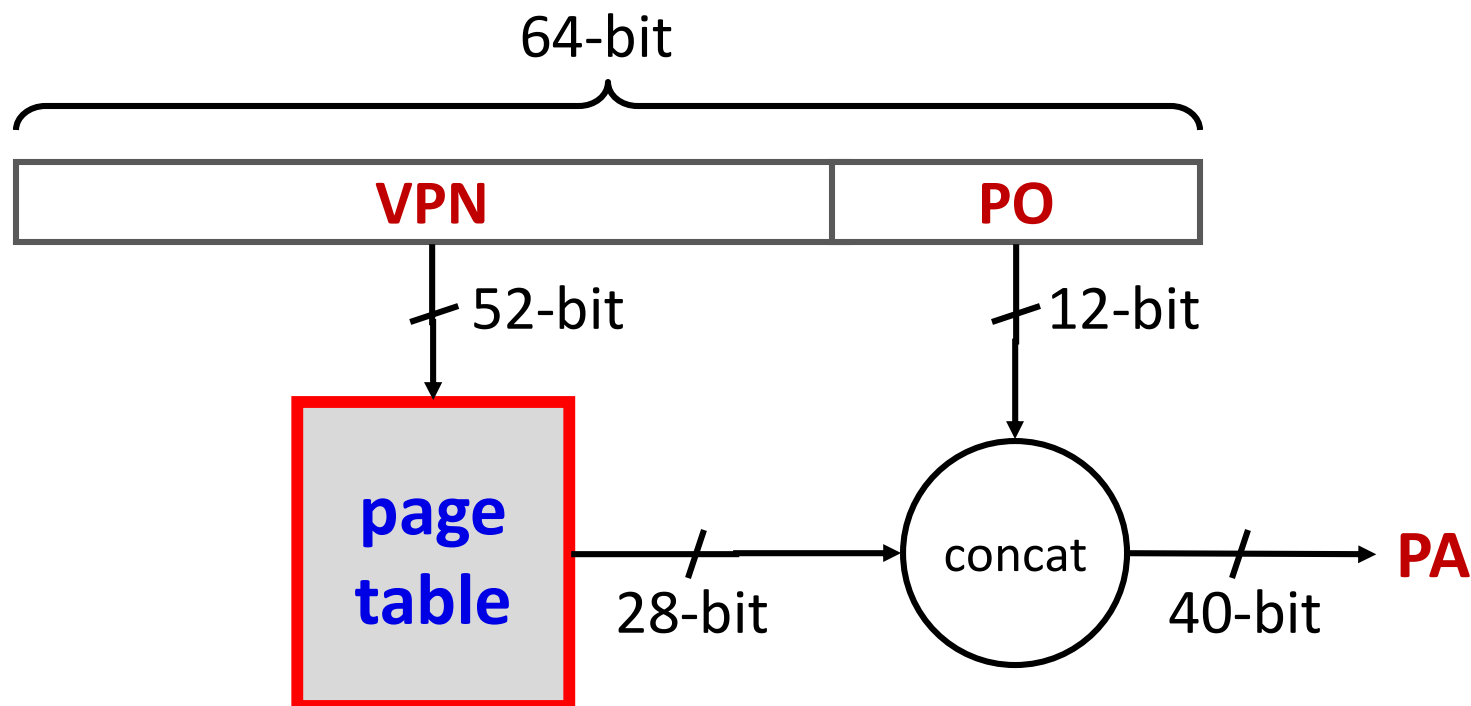 64-bit
VPN
PO
52-bit
12-bit
page
table
concat
PA
28-bit
40-bit